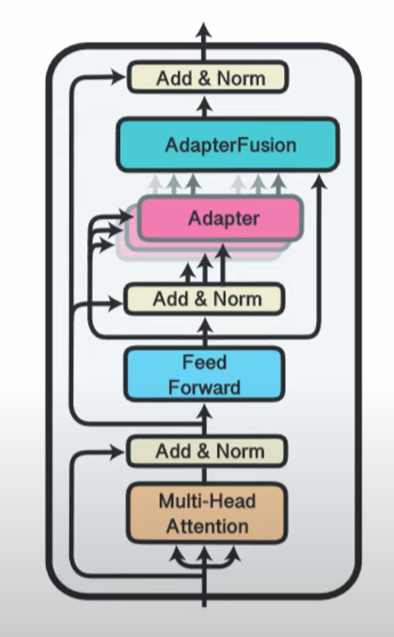 Add & Norm
AdapterFusion
Adapter
Add & Norm
Feed
Forward
Add & Norm
Multi-Head
Attention